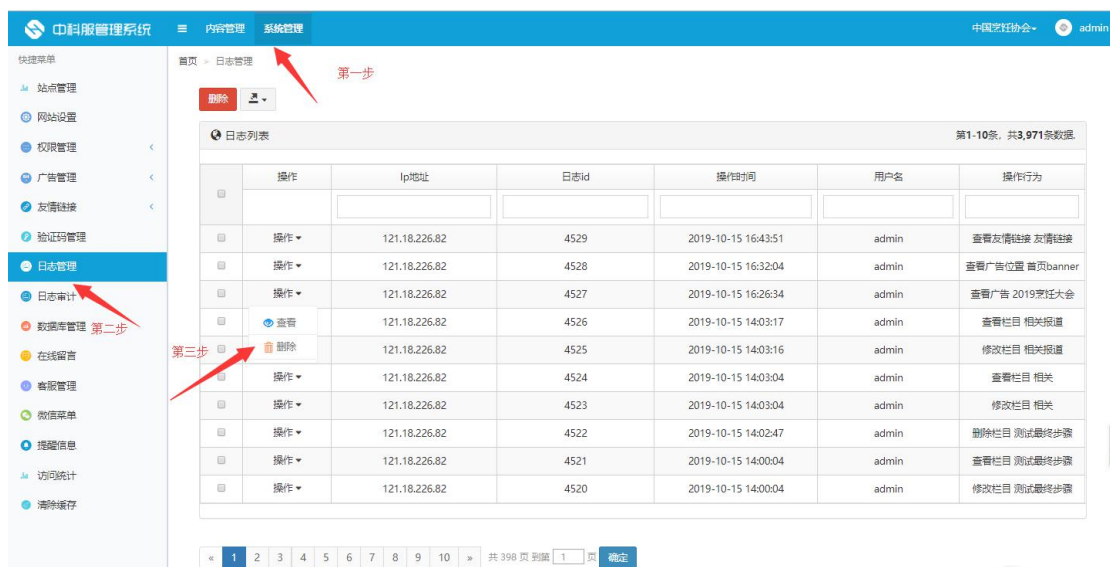 中科服管理系统 内容管理 系统管理 中国烹饪协会 admin
快捷菜单
站点管理
网站设置
权限管理
广告管理
友情链接
验证码管理
日志管理
日志审计
数据库管理
在线留言
客服管理
微信菜单
提醒信息
访问统计
清除缓存
首页 > 日志管理
第一步
第二步
第三步
删除
日志列表 第1-10条, 共3,971条数据.
操作 Ip地址 日志id 操作时间 用户名 操作行为
操作 121.18.226.82 4529 2019-10-15 16:43:51 admin 查看友情链接 友情链接
操作 121.18.226.82 4528 2019-10-15 16:32:04 admin 查看广告位置 首页banner
操作 121.18.226.82 4527 2019-10-15 16:26:34 admin 查看广告 2019烹饪大会
查看 121.18.226.82 4526 2019-10-15 14:03:17 admin 查看栏目 相关报道
删除 121.18.226.82 4525 2019-10-15 14:03:16 admin 修改栏目 相关报道
操作 121.18.226.82 4524 2019-10-15 14:03:04 admin 查看栏目 相关
操作 121.18.226.82 4523 2019-10-15 14:03:04 admin 修改栏目 相关
操作 121.18.226.82 4522 2019-10-15 14:02:47 admin 删除栏目 测试最终步骤
操作 121.18.226.82 4521 2019-10-15 14:00:04 admin 查看栏目 测试最终步骤
操作 121.18.226.82 4520 2019-10-15 14:00:04 admin 修改栏目 测试最终步骤
« 1 2 3 4 5 6 7 8 9 10 » 共 398 页 到第 1 页 确定